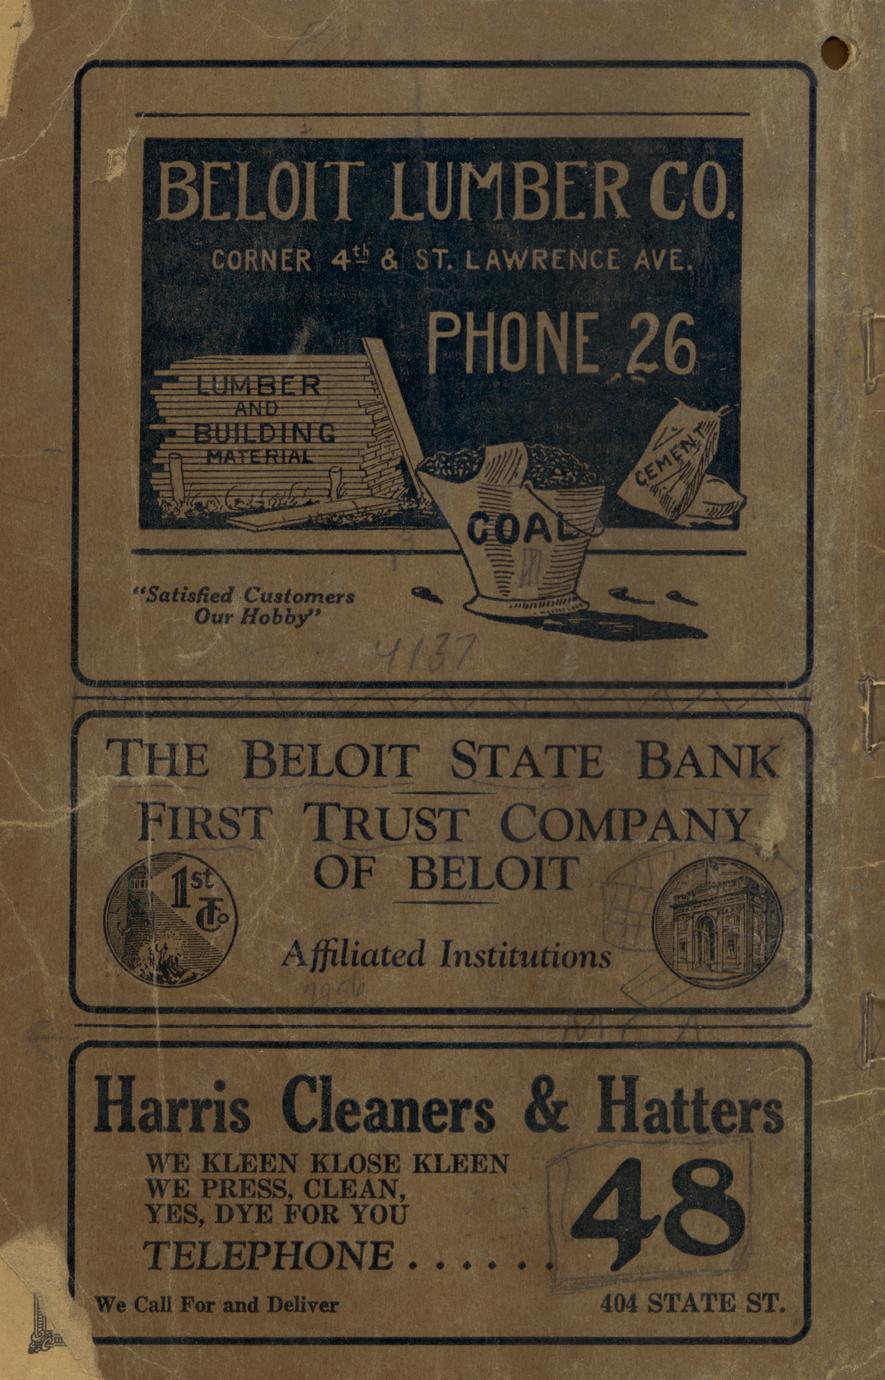 BELOIT LUMBER CO.
CORNER 4th & ST. LAWRENCE AVE.
PHONE 26
LUMBER
AND
BUILDING
MATERIAL
CEMENT
COAL
"Satisfied Customers
Our Hobby"
4137
THE BELOIT STATE BANK
FIRST TRUST COMPANY
OF BELOIT
1st
T Co
Affiliated Institutions
Harris Cleaners & Hatters
WE KLEEN KLOSE KLEEN
WE PRESS, CLEAN,
YES, DYE FOR YOU
TELEPHONE...... 48
We Call For and Deliver
404 STATE ST.